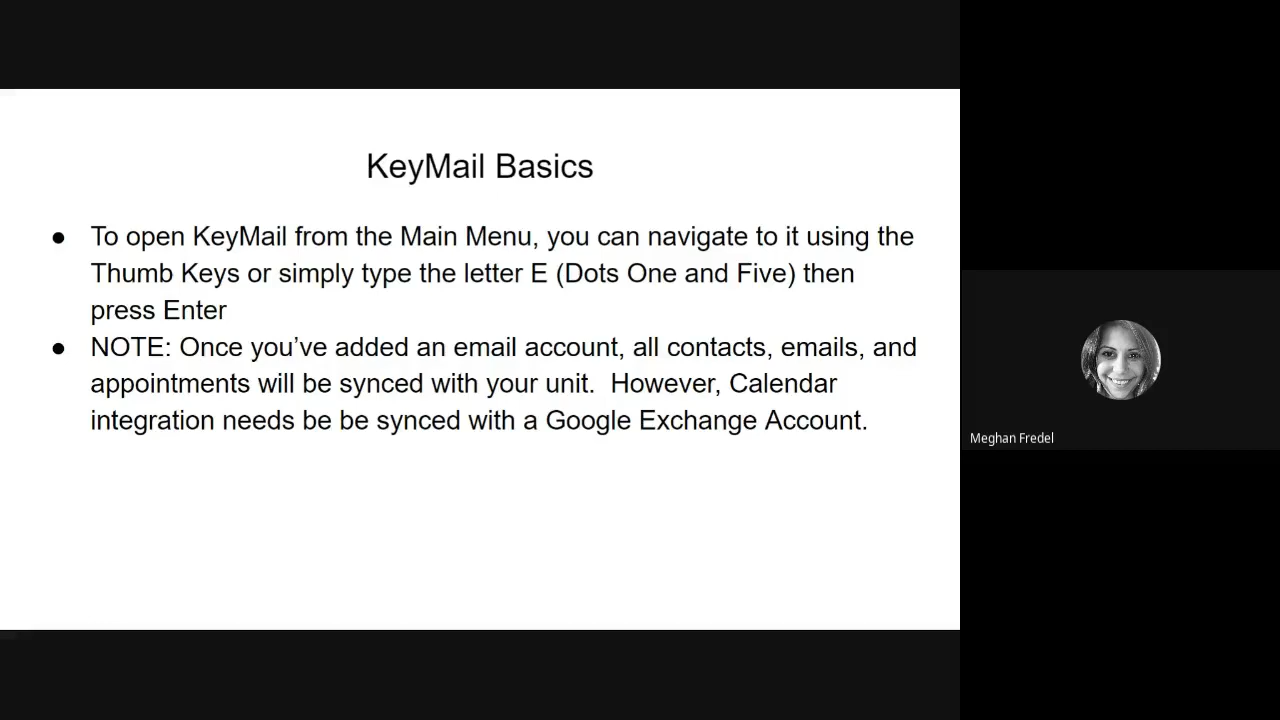 KeyMail Basics
● To open KeyMail from the Main Menu, you can navigate to it using the
Thumb Keys or simply type the letter E (Dots One and Five) then
press Enter
● NOTE: Once you’ve added an email account, all contacts, emails, and
appointments will be synced with your unit.  However, Calendar
integration needs be be synced with a Google Exchange Account.
Meghan Fredel